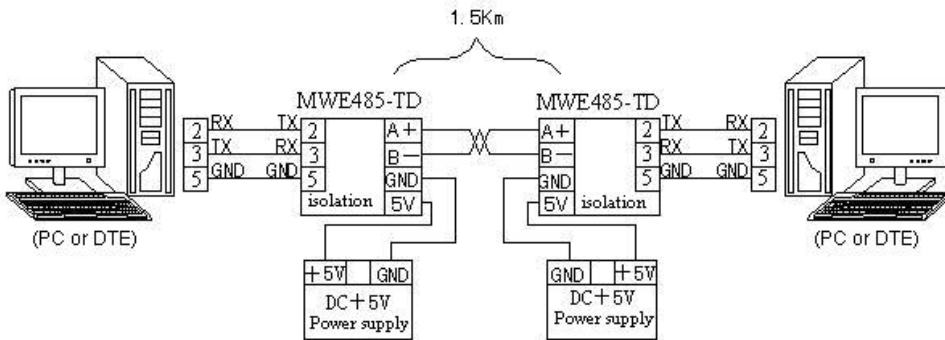 1.5Km
MWE485-TD
MWE485-TD
2 RX TX 2 A+
3 TX RX 3 B−
5 GND GND 5 GND
isolation 5V
A+ 2 TX RX 2
B− 3 RX TX 3
GND 5 GND GND 5
5V isolation
(PC or DTE)
(PC or DTE)
+5V GND
DC+5V
Power supply
GND +5V
DC+5V
Power supply